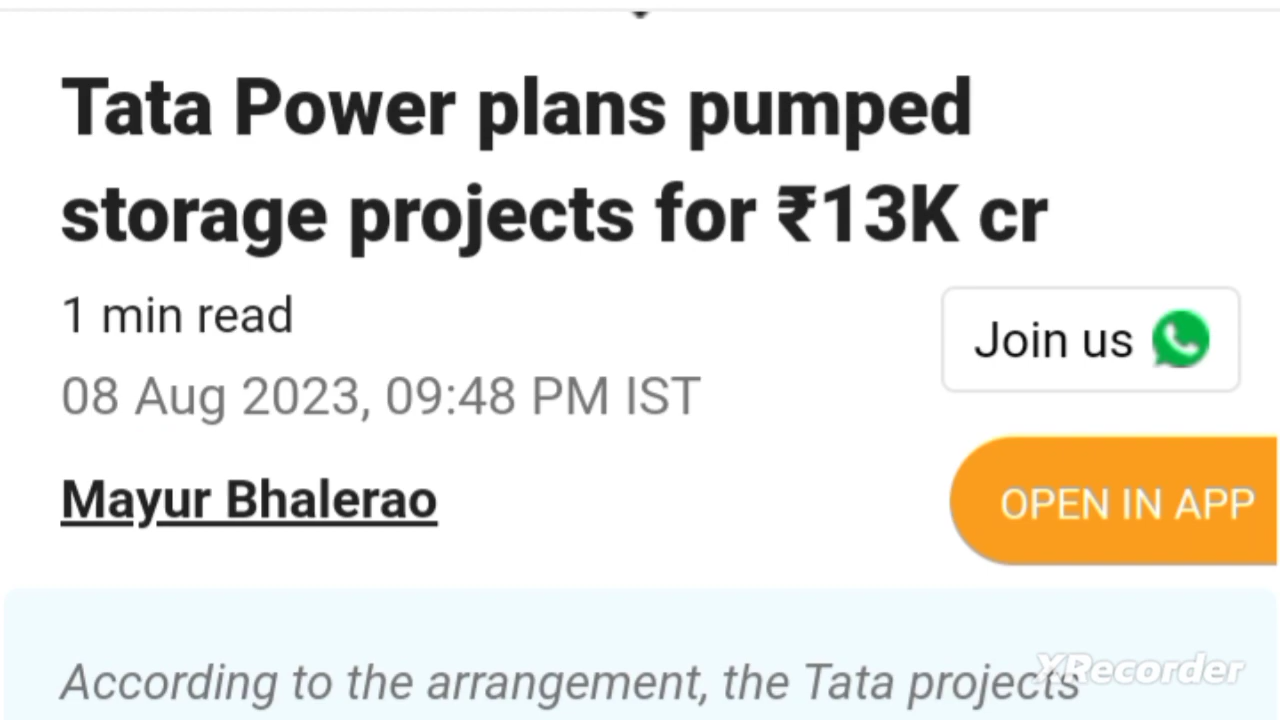 Tata Power plans pumped
storage projects for ₹13K cr
1 min read
Join us
08 Aug 2023, 09:48 PM IST
Mayur Bhalerao
OPEN IN APP
According to the arrangement, the Tata projects
XRecorder